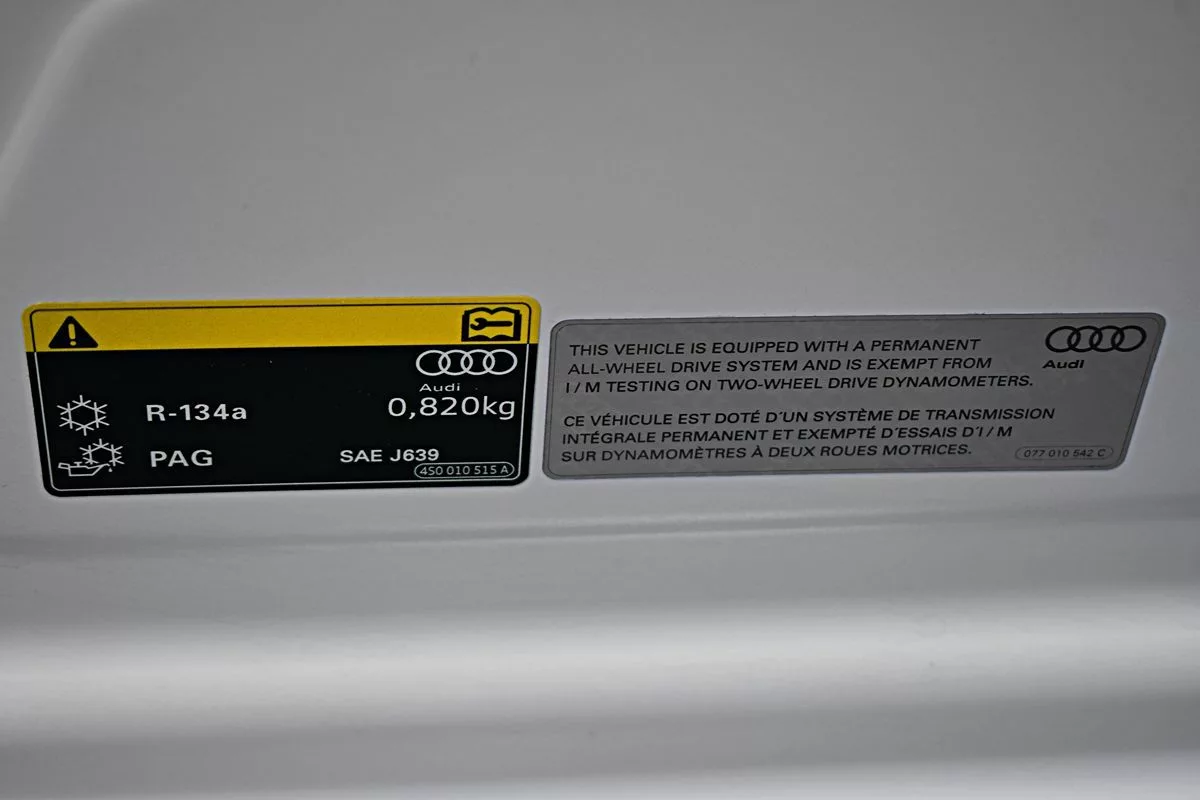 Audi
R-134a 0,820kg
PAG SAE J639
4S0 010 515 A
THIS VEHICLE IS EQUIPPED WITH A PERMANENT
ALL-WHEEL DRIVE SYSTEM AND IS EXEMPT FROM
I / M TESTING ON TWO-WHEEL DRIVE DYNAMOMETERS.
Audi
CE VÉHICULE EST DOTÉ D´UN SYSTÈME DE TRANSMISSION
INTÉGRALE PERMANENT ET EXEMPTÉ D´ESSAIS D´I / M
SUR DYNAMOMÈTRES À DEUX ROUES MOTRICES.
077 010 542 C